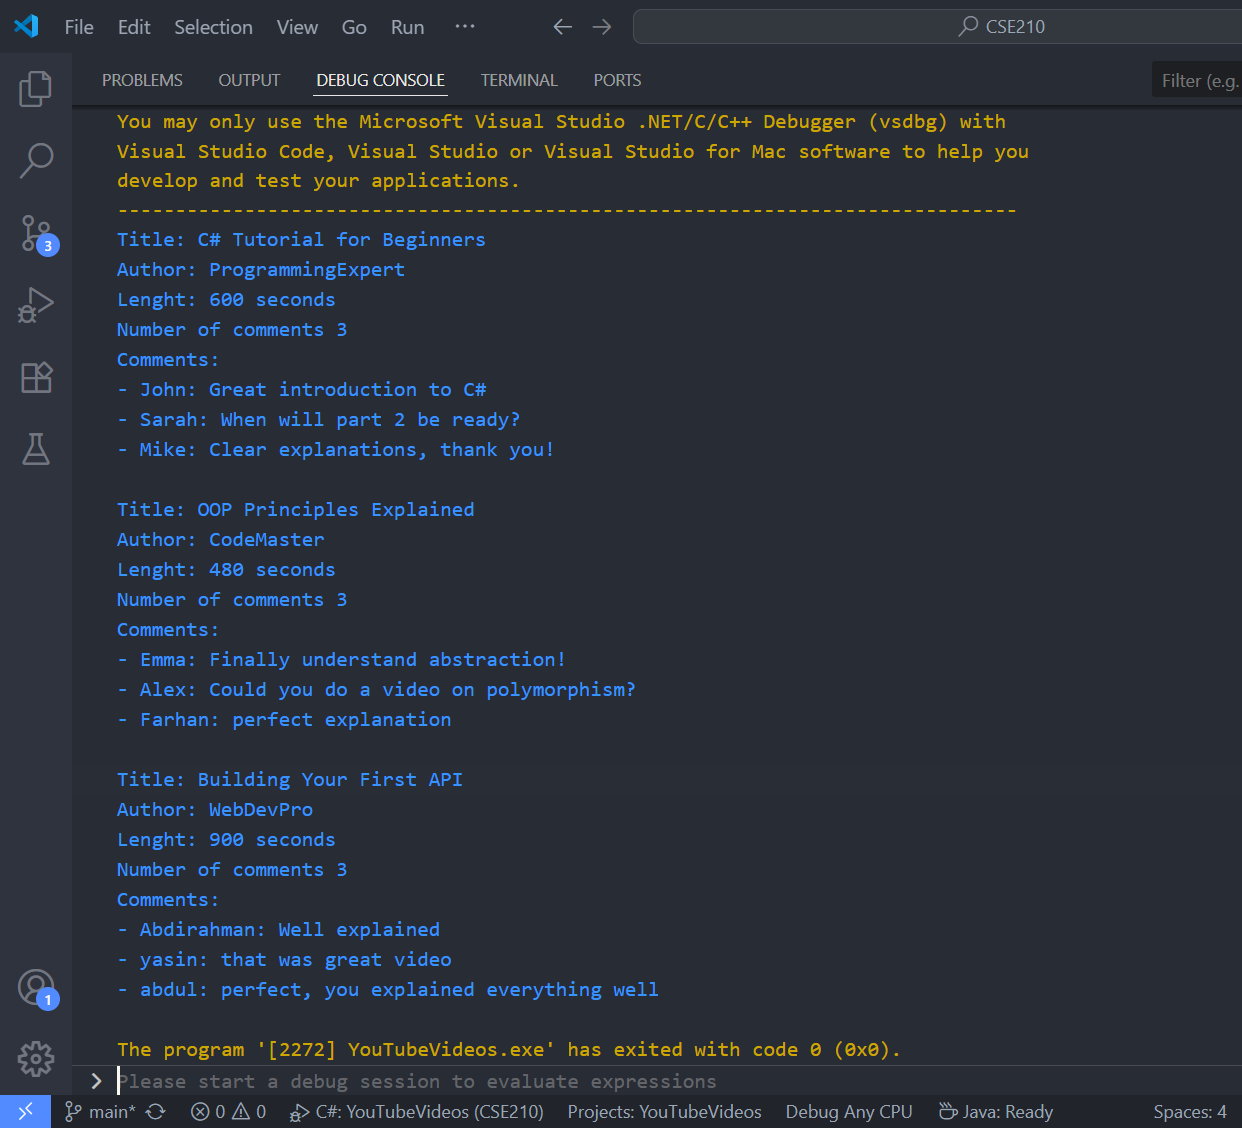 File Edit Selection View Go Run ··· CSE210
PROBLEMS OUTPUT DEBUG CONSOLE TERMINAL PORTS Filter (e.g.
You may only use the Microsoft Visual Studio .NET/C/C++ Debugger (vsdbg) with
Visual Studio Code, Visual Studio or Visual Studio for Mac software to help you
develop and test your applications.
------------------------------------------------------------------------------
Title: C# Tutorial for Beginners
Author: ProgrammingExpert
Lenght: 600 seconds
Number of comments 3
Comments:
- John: Great introduction to C#
- Sarah: When will part 2 be ready?
- Mike: Clear explanations, thank you!
Title: OOP Principles Explained
Author: CodeMaster
Lenght: 480 seconds
Number of comments 3
Comments:
- Emma: Finally understand abstraction!
- Alex: Could you do a video on polymorphism?
- Farhan: perfect explanation
Title: Building Your First API
Author: WebDevPro
Lenght: 900 seconds
Number of comments 3
Comments:
- Abdirahman: Well explained
- yasin: that was great video
- abdul: perfect, you explained everything well
The program '[2272] YouTubeVideos.exe' has exited with code 0 (0x0).
Please start a debug session to evaluate expressions
3
1
main* 0 0 C#: YouTubeVideos (CSE210) Projects: YouTubeVideos Debug Any CPU Java: Ready Spaces: 4